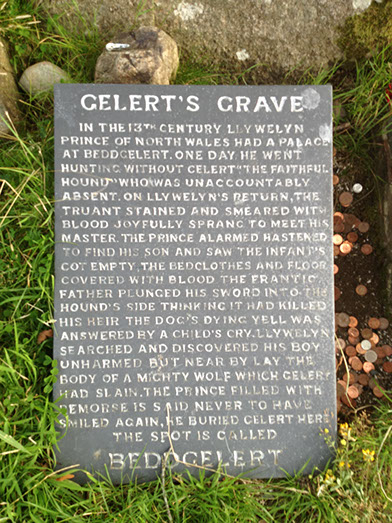 GELERT'S GRAVE
IN THE 13TH CENTURY LLYWELYN
PRINCE OF NORTH WALES HAD A PALACE
AT BEDDGELERT. ONE DAY HE WENT
HUNTING WITHOUT GELERT "THE FAITHFUL
HOUND" WHO WAS UNACCOUNTABLY
ABSENT. ON LLYWELYN'S RETURN, THE
TRUANT STAINED AND SMEARED WITH
BLOOD JOYFULLY SPRANG TO MEET HIS
MASTER. THE PRINCE ALARMED HASTENED
TO FIND HIS SON AND SAW THE INFANT'S
COT EMPTY, THE BEDCLOTHES AND FLOOR
COVERED WITH BLOOD. THE FRANTIC
FATHER PLUNGED HIS SWORD INTO THE
HOUND'S SIDE THINKING IT HAD KILLED
HIS HEIR. THE DOG'S DYING YELL WAS
ANSWERED BY A CHILD'S CRY. LLYWELYN
SEARCHED AND DISCOVERED HIS BOY
UNHARMED BUT NEAR BY LAY THE
BODY OF A MIGHTY WOLF WHICH GELERT
HAD SLAIN. THE PRINCE FILLED WITH
REMORSE IS SAID NEVER TO HAVE
SMILED AGAIN. HE BURIED GELERT HERE
THE SPOT IS CALLED
BEDDGELERT